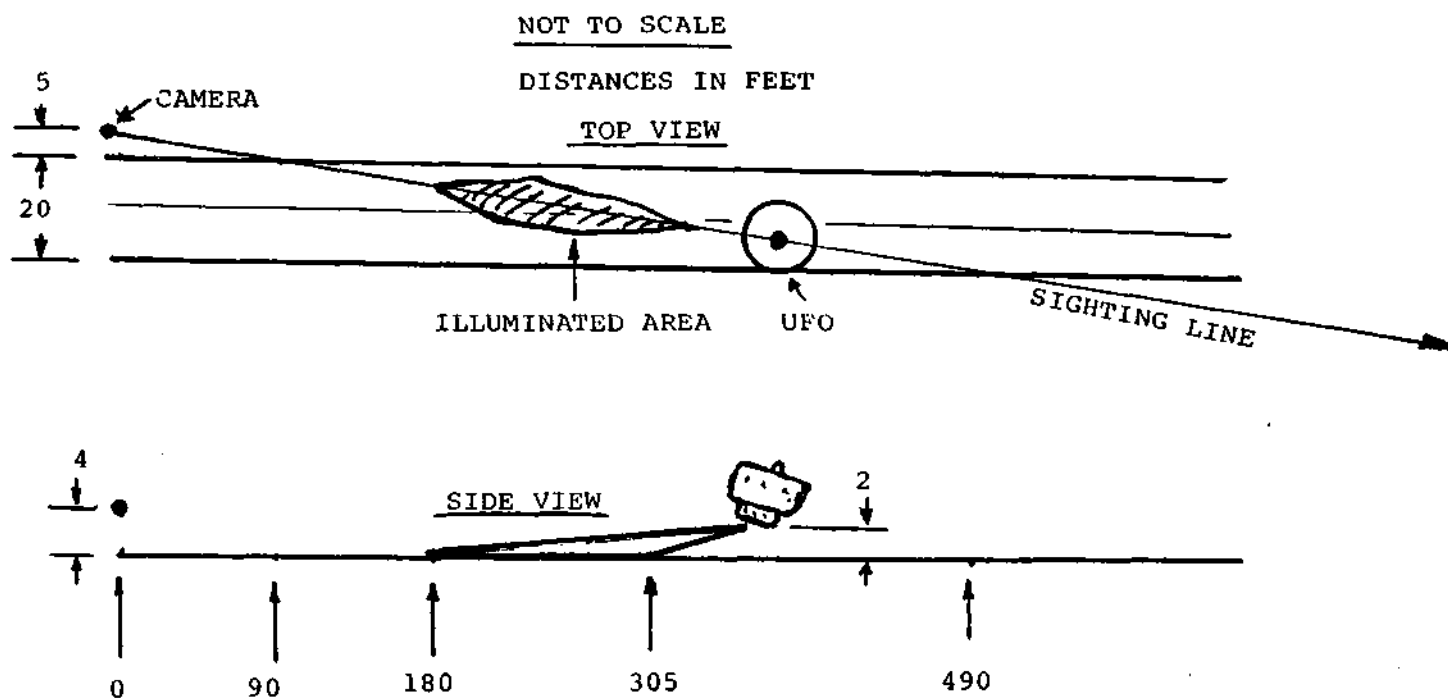 NOT TO SCALE
DISTANCES IN FEET
TOP VIEW
5
CAMERA
20
ILLUMINATED AREA
UFO
SIGHTING LINE
4
SIDE VIEW
2
0
90
180
305
490